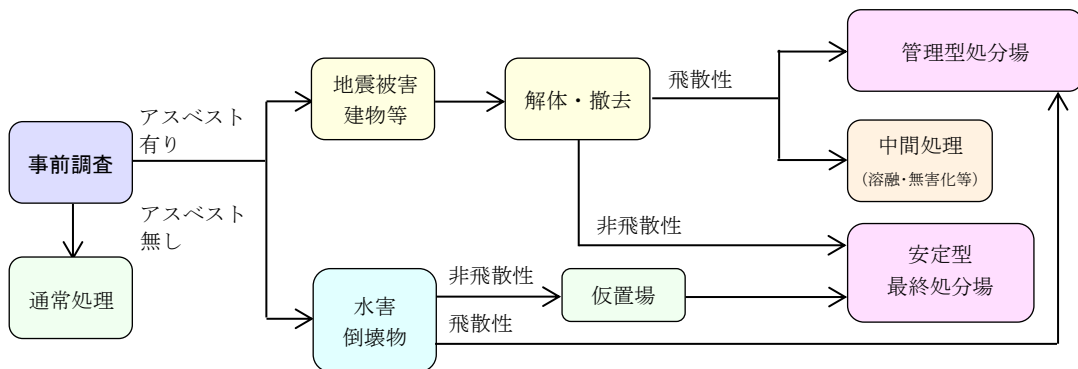 事前調査
アスベスト
有り
アスベスト
無し
通常処理
地震被害
建物等
解体・撤去
飛散性
管理型処分場
中間処理
(溶融・無害化等)
非飛散性
安定型
最終処分場
水害
倒壊物
非飛散性
仮置場
飛散性